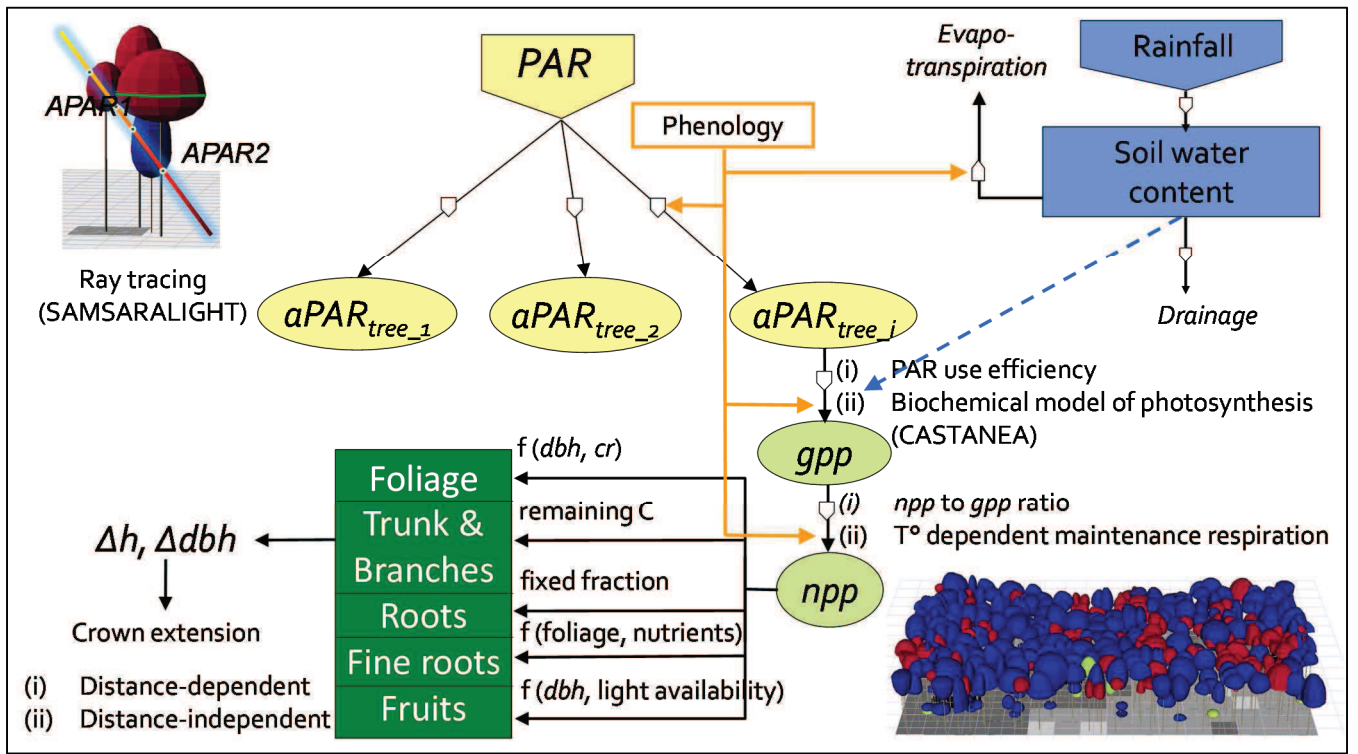 APAR1
APAR2
Ray tracing
(SAMSARALIGHT)
PAR
Phenology
Evapo-
transpiration
Rainfall
Soil water
content
Drainage
aPARtree_1
aPARtree_2
aPARtree_i
(i) PAR use efficiency
(ii) Biochemical model of photosynthesis
(CASTANEA)
gpp
(i) npp to gpp ratio
(ii) T° dependent maintenance respiration
npp
f (dbh, cr)
remaining C
fixed fraction
f (foliage, nutrients)
f (dbh, light availability)
Foliage
Trunk &
Branches
Roots
Fine roots
Fruits
Δh, Δdbh
Crown extension
(i) Distance-dependent
(ii) Distance-independent